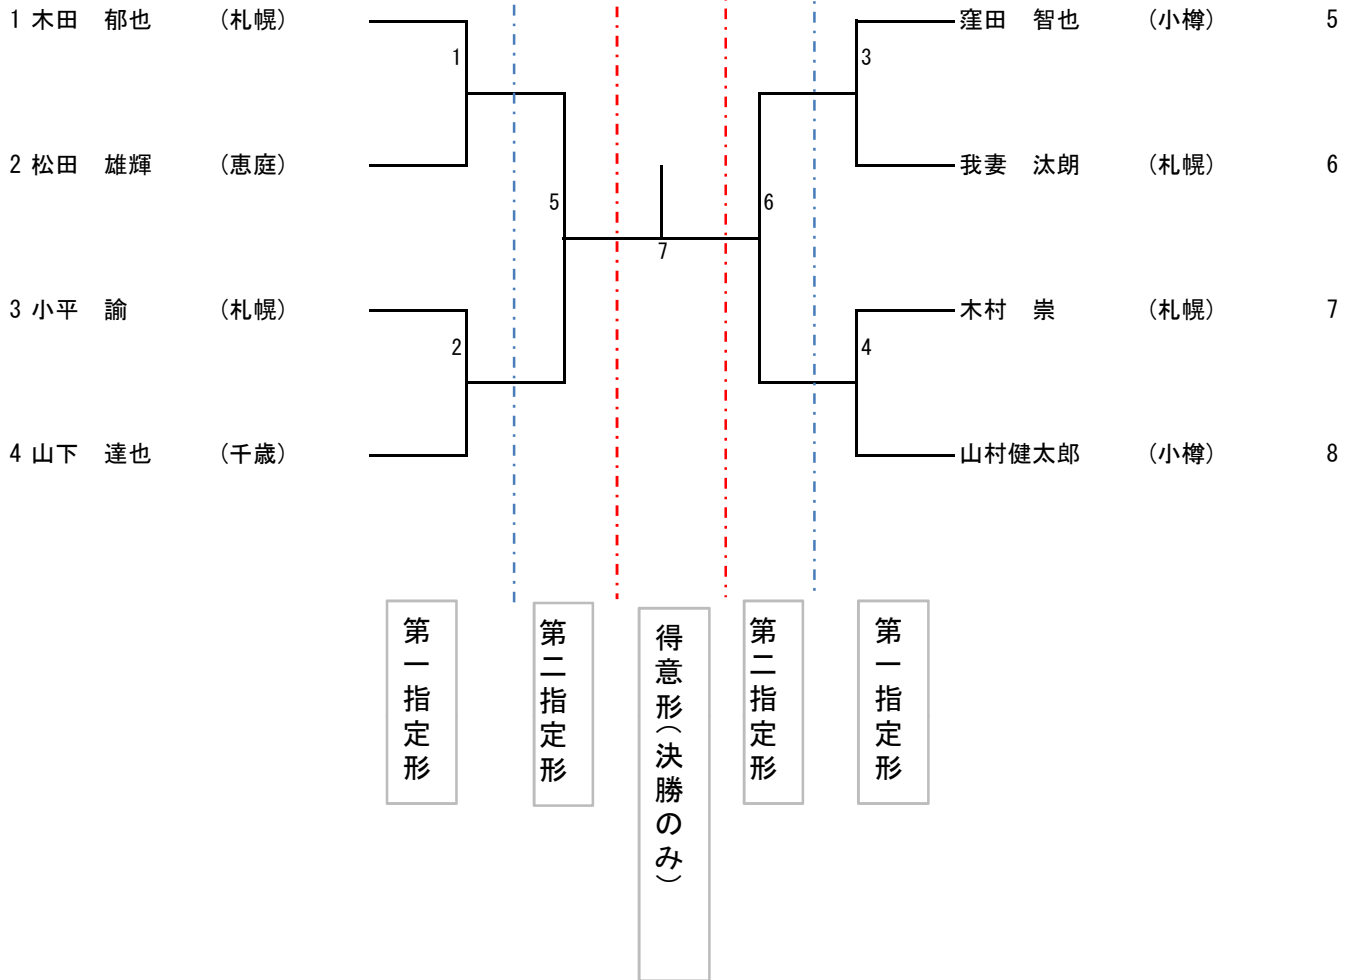 1 木田　郁也　（札幌）
窪田　智也　（小樽）　5
1
3
2 松田　雄輝　（恵庭）
我妻　汰朗　（札幌）　6
5
6
7
3 小平　諭　（札幌）
木村　崇　（札幌）　7
2
4
4 山下　達也　（千歳）
山村健太郎　（小樽）　8
第一指定形
第二指定形
得意形（決勝のみ）
第二指定形
第一指定形